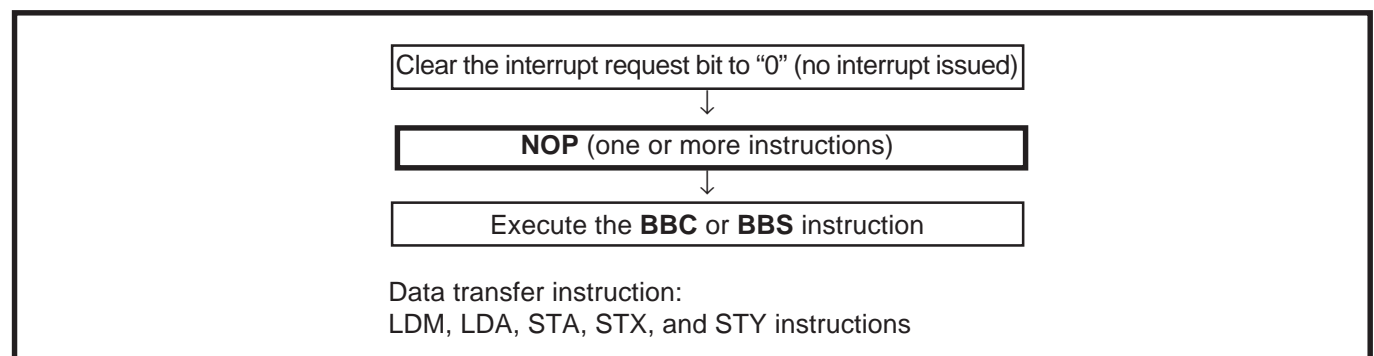 Clear the interrupt request bit to “0” (no interrupt issued)
↓
NOP (one or more instructions)
↓
Execute the BBC or BBS instruction
Data transfer instruction:
LDM, LDA, STA, STX, and STY instructions